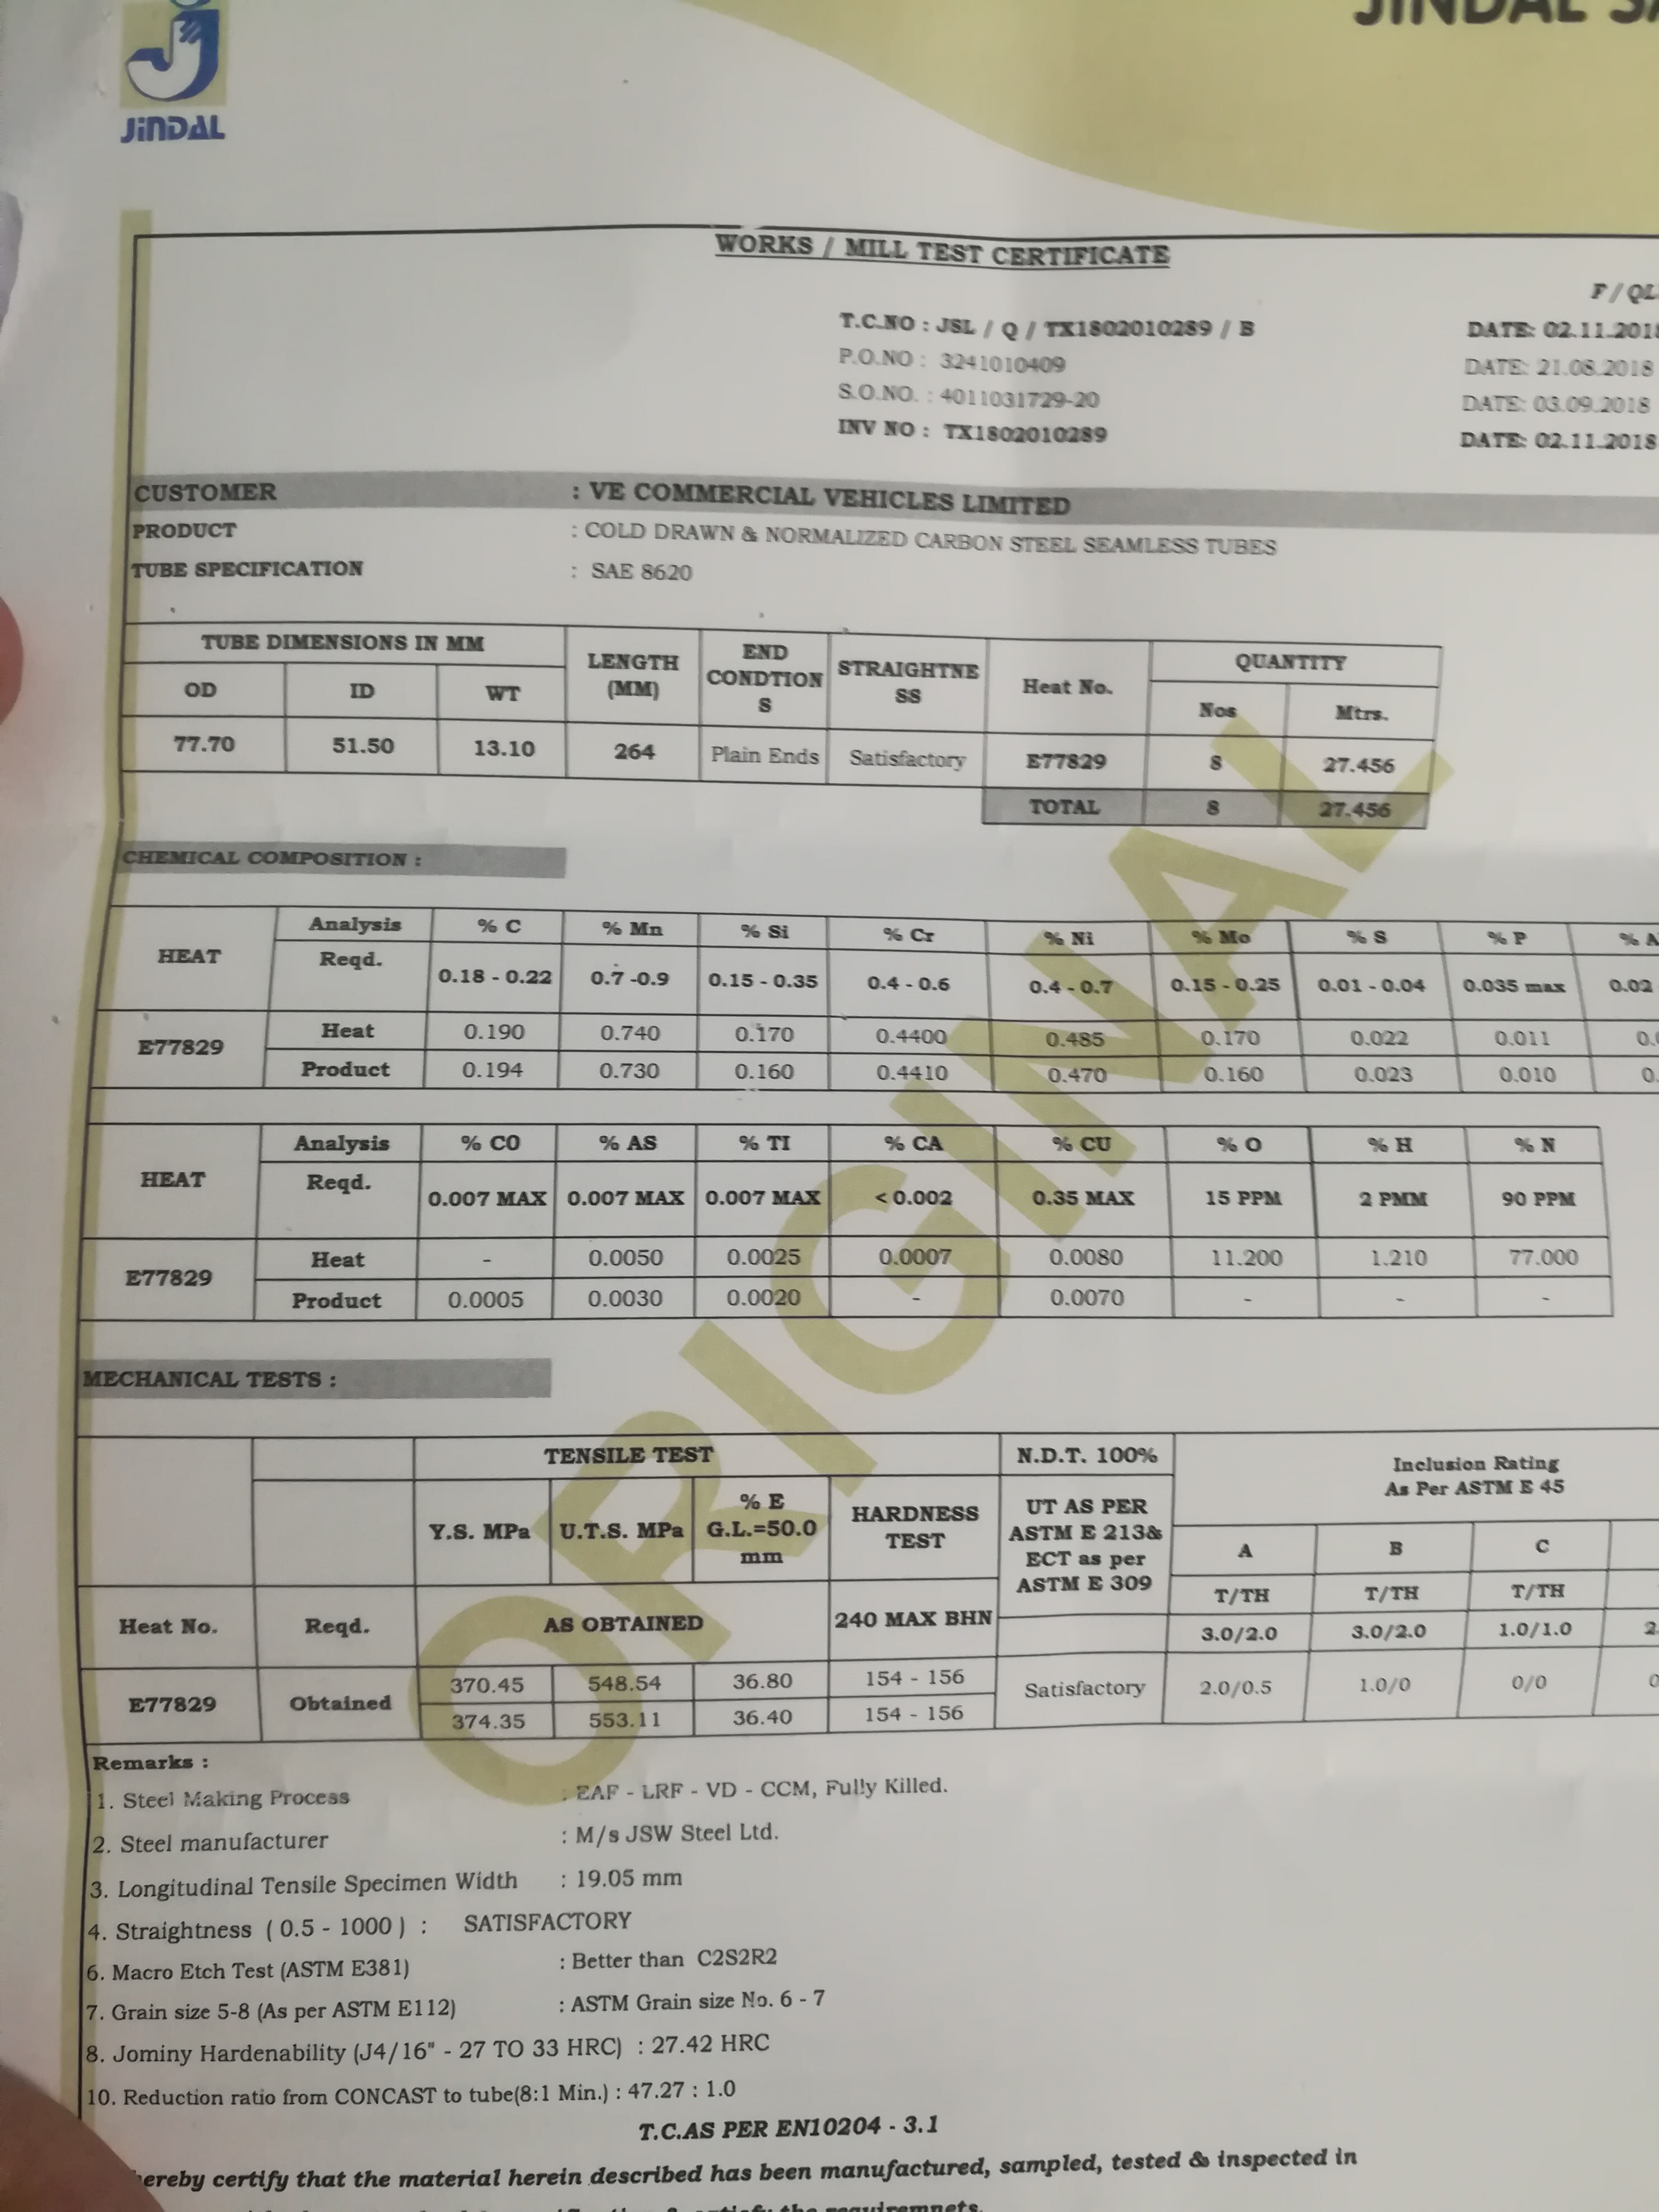 JINDAL
JINDAL
WORKS / MILL TEST CERTIFICATE
F / QL
T.C.NO : JSL / Q / TX1802010289 / B DATE: 02.11.2018
P.O.NO : 3241010409 DATE: 21.08.2018
S.O.NO. : 4011031729-20 DATE: 03.09.2018
INV NO : TX1802010289 DATE: 02.11.2018
CUSTOMER : VE COMMERCIAL VEHICLES LIMITED
PRODUCT : COLD DRAWN & NORMALIZED CARBON STEEL SEAMLESS TUBES
TUBE SPECIFICATION : SAE 8620
TUBE DIMENSIONS IN MM LENGTH (MM) END CONDTION S STRAIGHTNE SS Heat No. QUANTITY
OD ID WT Nos Mtrs.
77.70 51.50 13.10 264 Plain Ends Satisfactory E77829 8 27.456
TOTAL 8 27.456
CHEMICAL COMPOSITION :
HEAT Analysis % C % Mn % Si % Cr % Ni % Mo % S % P % A
Reqd. 0.18 - 0.22 0.7 -0.9 0.15 - 0.35 0.4 - 0.6 0.4 - 0.7 0.15 - 0.25 0.01 - 0.04 0.035 max 0.02
E77829 Heat 0.190 0.740 0.170 0.4400 0.485 0.170 0.022 0.011
Product 0.194 0.730 0.160 0.4410 0.470 0.160 0.023 0.010
HEAT Analysis % CO % AS % TI % CA % CU % O % H % N
Reqd. 0.007 MAX 0.007 MAX 0.007 MAX < 0.002 0.35 MAX 15 PPM 2 PMM 90 PPM
E77829 Heat - 0.0050 0.0025 0.0007 0.0080 11.200 1.210 77.000
Product 0.0005 0.0030 0.0020 - 0.0070 - - -
MECHANICAL TESTS :
TENSILE TEST N.D.T. 100% Inclusion Rating
As Per ASTM E 45
Y.S. MPa U.T.S. MPa % E G.L.=50.0 mm HARDNESS TEST UT AS PER ASTM E 213& ECT as per ASTM E 309 A B C
T/TH T/TH T/TH
Heat No. Reqd. AS OBTAINED 240 MAX BHN 3.0/2.0 3.0/2.0 1.0/1.0
E77829 Obtained 370.45 548.54 36.80 154 - 156 Satisfactory 2.0/0.5 1.0/0 0/0
374.35 553.11 36.40 154 - 156
Remarks :
1. Steel Making Process : EAF - LRF - VD - CCM, Fully Killed.
2. Steel manufacturer : M/s JSW Steel Ltd.
3. Longitudinal Tensile Specimen Width : 19.05 mm
4. Straightness ( 0.5 - 1000 ) : SATISFACTORY
6. Macro Etch Test (ASTM E381) : Better than C2S2R2
7. Grain size 5-8 (As per ASTM E112) : ASTM Grain size No. 6 - 7
8. Jominy Hardenability (J4/16" - 27 TO 33 HRC) : 27.42 HRC
10. Reduction ratio from CONCAST to tube(8:1 Min.) : 47.27 : 1.0
T.C.AS PER EN10204 - 3.1
hereby certify that the material herein described has been manufactured, sampled, tested & inspected in
the requiremnets.
ORIGINAL